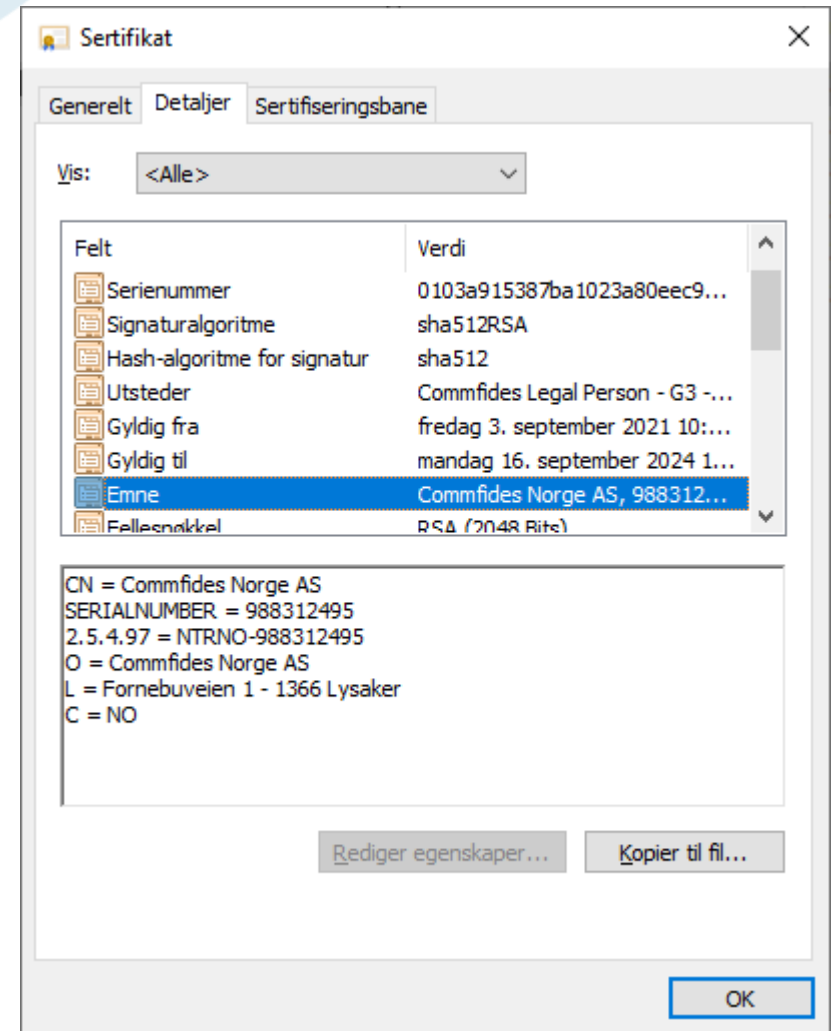 Sertifikat
Generelt Detaljer Sertifiseringsbane
Vis: <Alle>
Felt Verdi
Serienummer 0103a915387ba1023a80eec9...
Signaturalgoritme sha512RSA
Hash-algoritme for signatur sha512
Utsteder Commfides Legal Person - G3 -...
Gyldig fra fredag 3. september 2021 10:...
Gyldig til mandag 16. september 2024 1...
Emne Commfides Norge AS, 988312...
Fellesnøkkel RSA (2048 Bits)
CN = Commfides Norge AS
SERIALNUMBER = 988312495
2.5.4.97 = NTRNO-988312495
O = Commfides Norge AS
L = Fornebuveien 1 - 1366 Lysaker
C = NO
Rediger egenskaper... Kopier til fil...
OK